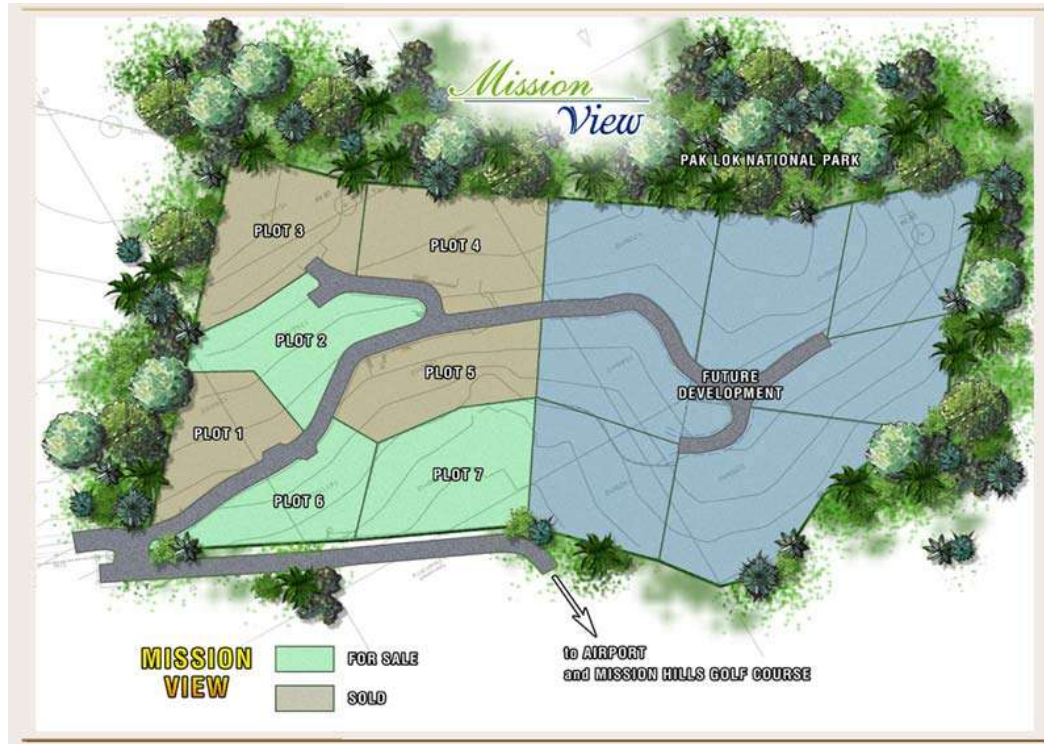 Mission
View
PAK LOK NATIONAL PARK
PLOT 3
PLOT 4
PLOT 2
PLOT 5
FUTURE
DEVELOPMENT
PLOT 1
PLOT 7
PLOT 6
MISSION
VIEW
FOR SALE
SOLD
to AIRPORT
and MISSION HILLS GOLF COURSE